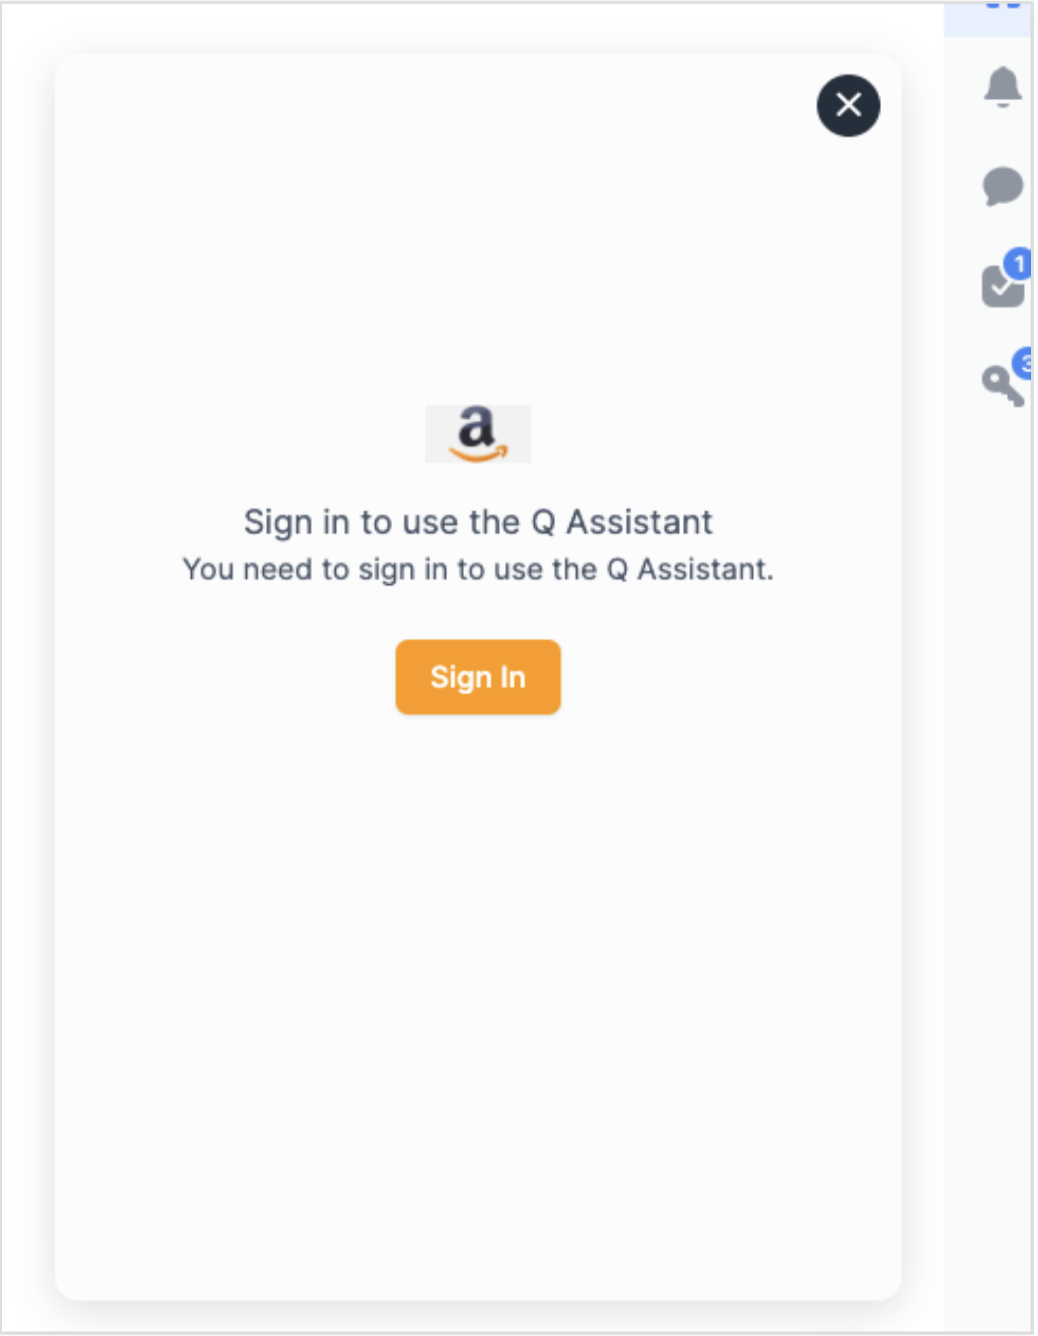 1
3
a
Sign in to use the Q Assistant
You need to sign in to use the Q Assistant.
Sign In